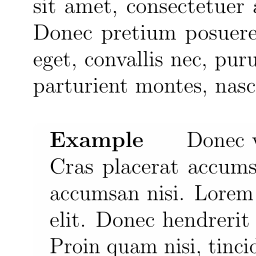 sit amet, consectetuer
Donec pretium posuere
eget, convallis nec, puru
parturient montes, nasc
Example Donec
Cras placerat accums
accumsan nisi. Lorem
elit. Donec hendrerit
Proin quam nisi, tincid